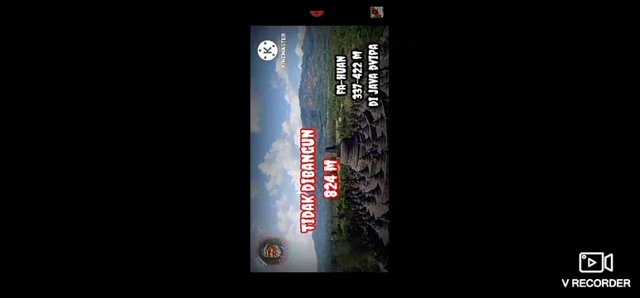 KINEMASTER
FA-HUAN
337-422 M
DI JAVA DVIPA
TIDAK DIBANGUN
824 M
V RECORDER